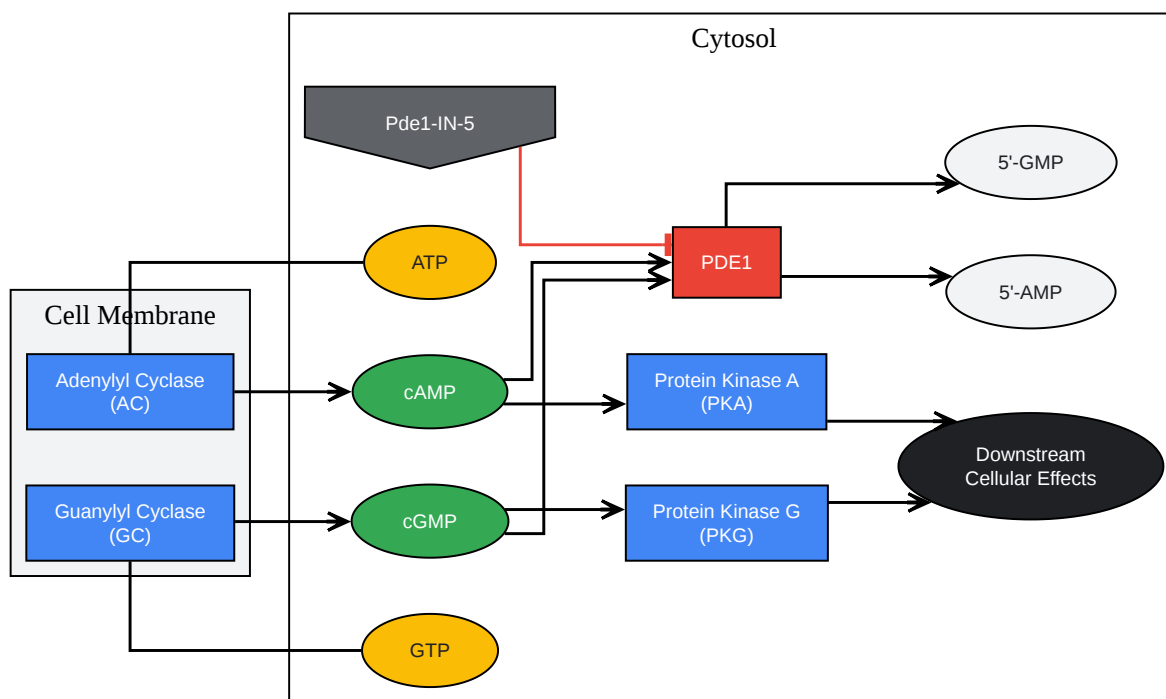 Cytosol
Pde1-IN-5
5'-GMP
ATP
PDE1
5'-AMP
Cell Membrane
Adenylyl Cyclase
(AC)
cAMP
Protein Kinase A
(PKA)
Downstream
Cellular Effects
Guanylyl Cyclase
(GC)
cGMP
Protein Kinase G
(PKG)
GTP